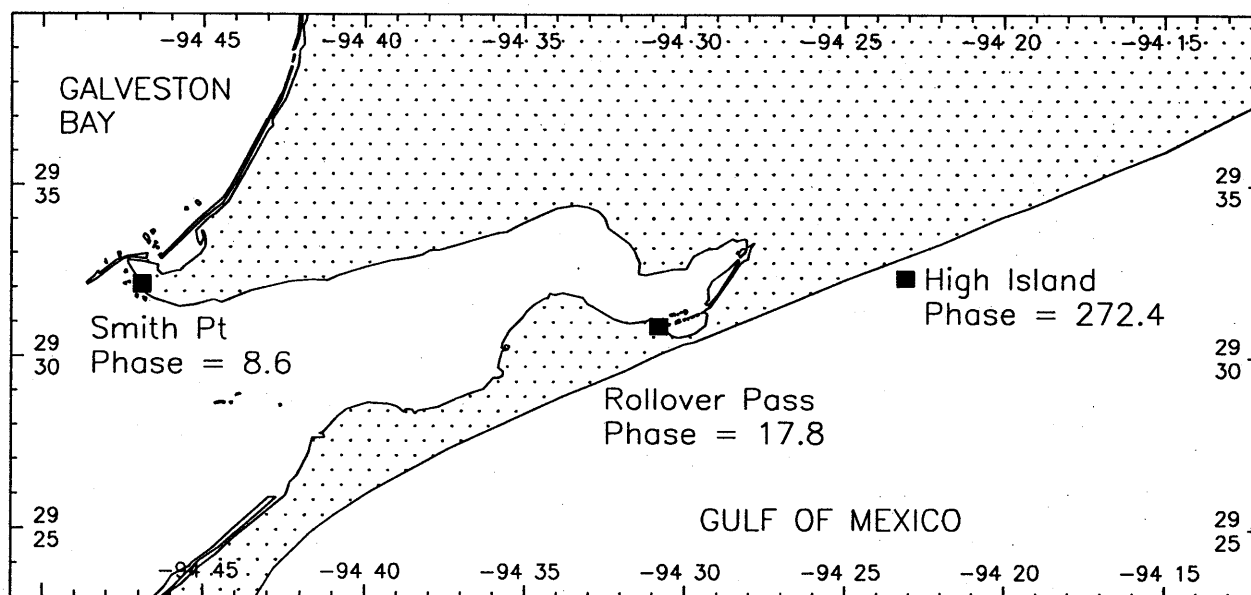 -94 45 -94 40 -94 35 -94 30 -94 25 -94 20 -94 15
GALVESTON
BAY
29
35
29
35
High Island
Phase = 272.4
Smith Pt
Phase = 8.6
29
30
29
30
Rollover Pass
Phase = 17.8
GULF OF MEXICO
29
25
29
25
-94 45 -94 40 -94 35 -94 30 -94 25 -94 20 -94 15